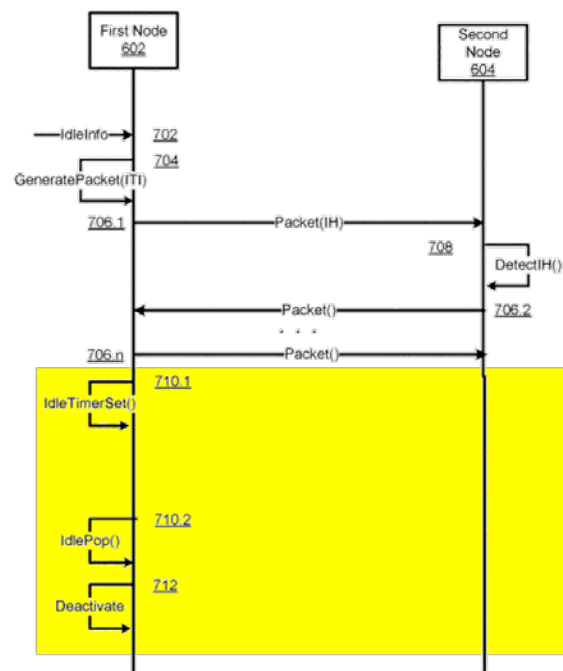 First Node
602
Second
Node
604
IdleInfo
702
704
GeneratePacket(ITI)
706.1
Packet(IH)
708
DetectIH()
Packet()
706.2
. . .
706.n
Packet()
710.1
IdleTimerSet()
710.2
IdlePop()
712
Deactivate